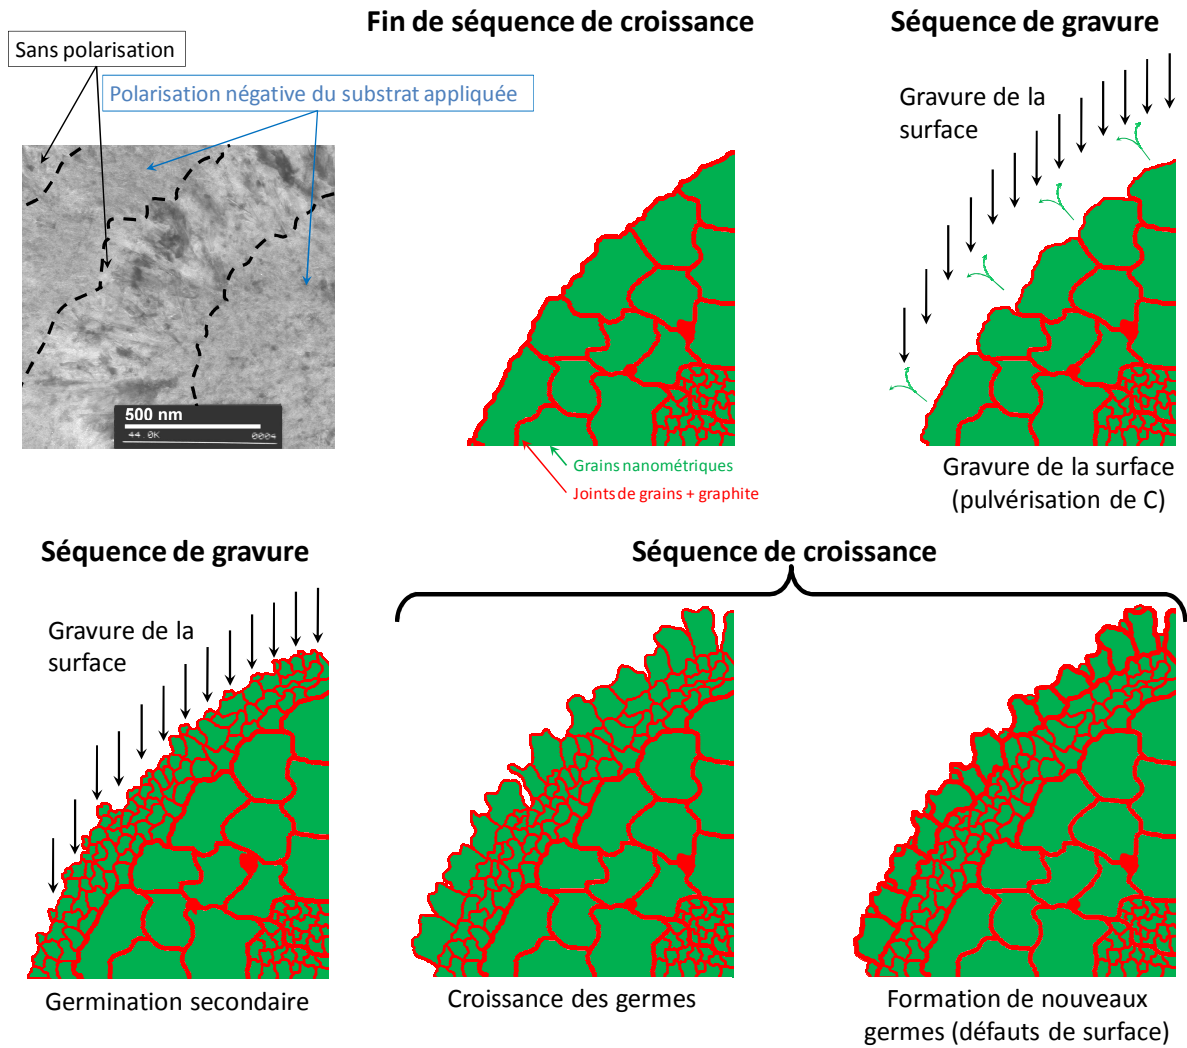 Fin de séquence de croissance
Séquence de gravure
Sans polarisation
Polarisation négative du substrat appliquée
Gravure de la
surface
500 nm
44.0K 0004
Grains nanométriques
Joints de grains + graphite
Gravure de la surface
(pulvérisation de C)
Séquence de gravure
Séquence de croissance
Gravure de la
surface
Germination secondaire
Croissance des germes
Formation de nouveaux
germes (défauts de surface)